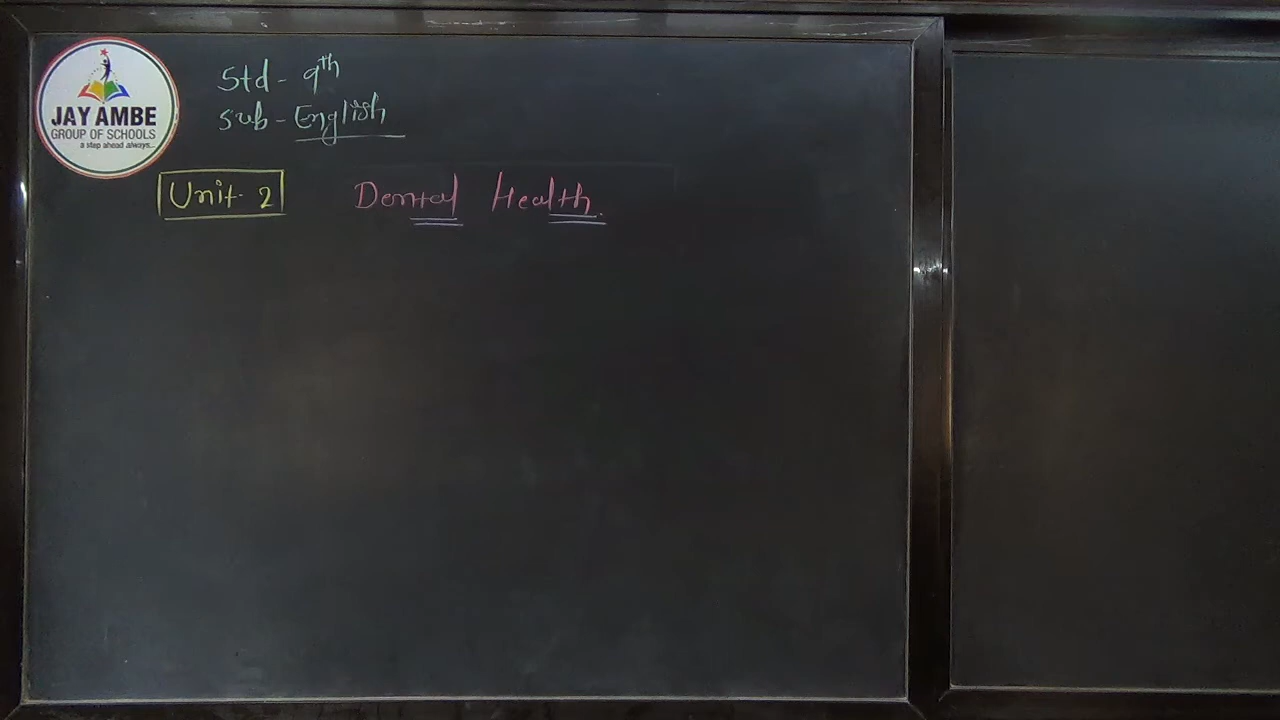 JAY AMBE
GROUP OF SCHOOLS
a step ahead always...
Std - 9th
Sub - English
Unit- 2 Dental Health.